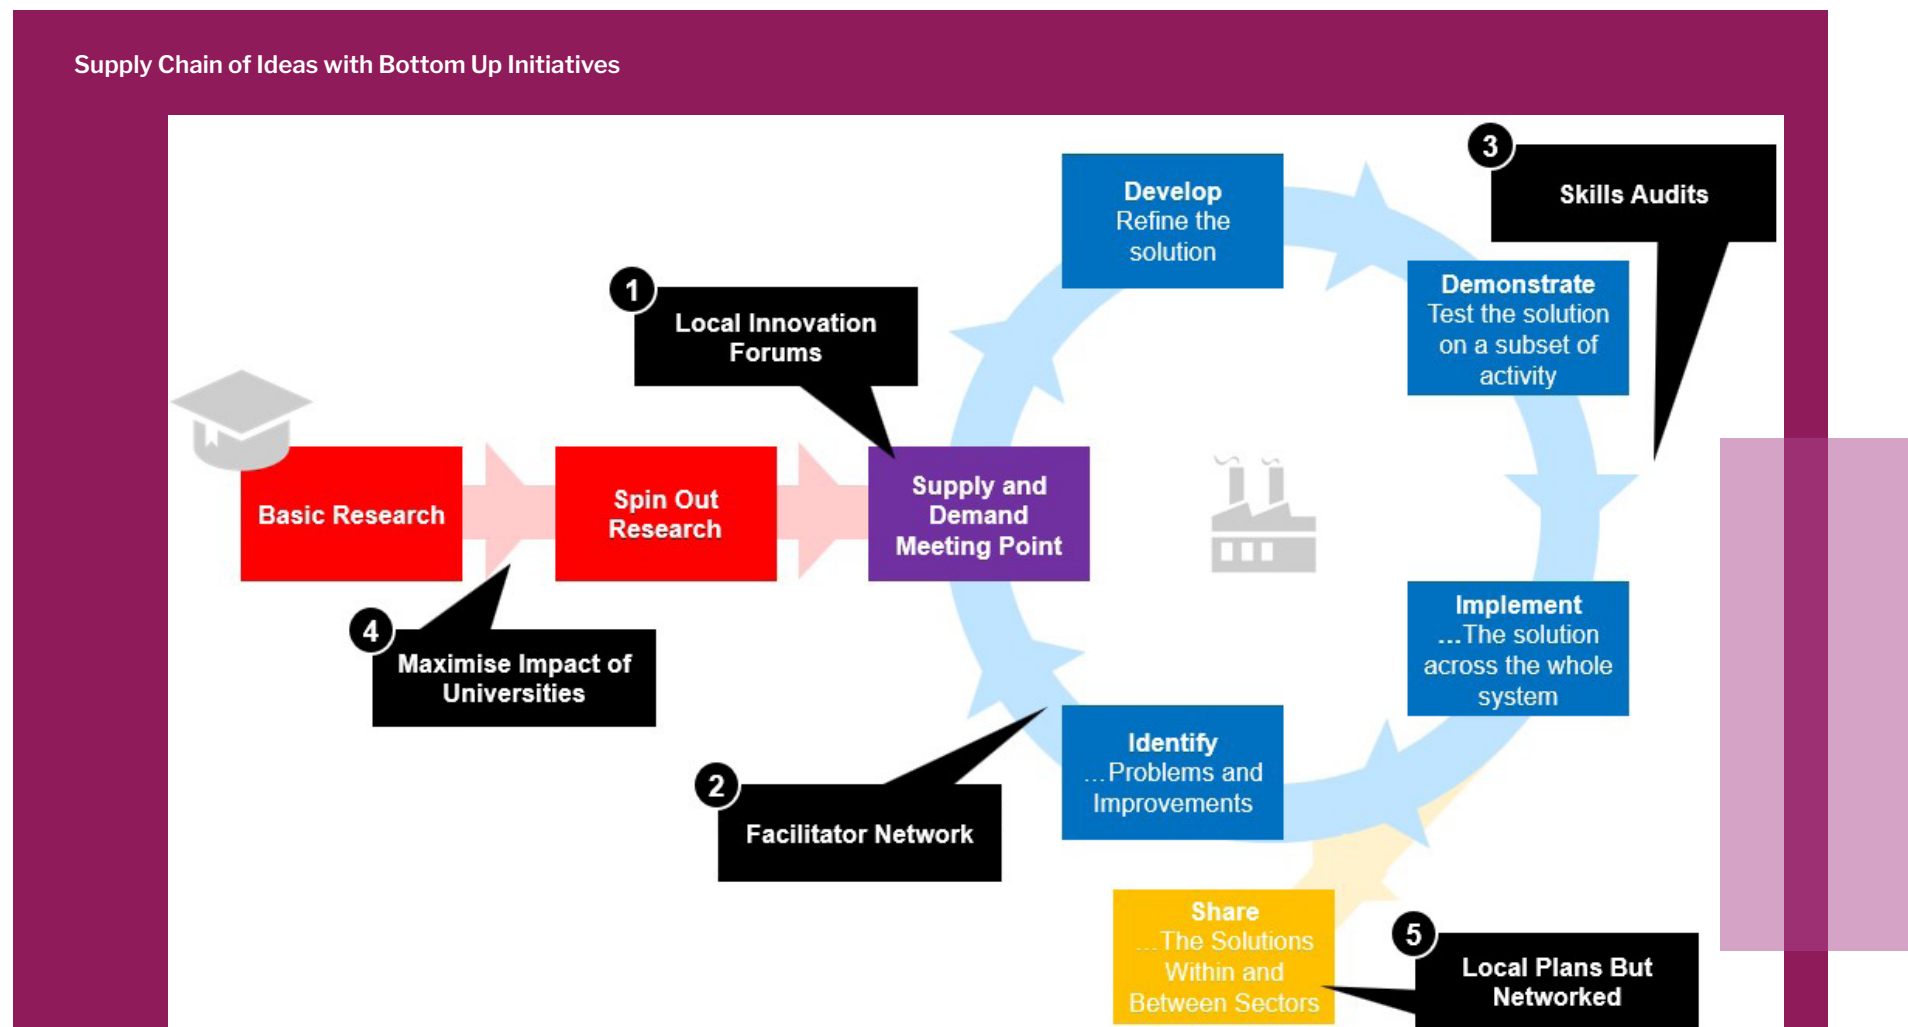 Supply Chain of Ideas with Bottom Up Initiatives
3
Skills Audits
Develop
Refine the
solution
Demonstrate
Test the solution
on a subset of
activity
1
Local Innovation
Forums
Basic Research
Spin Out
Research
Supply and
Demand
Meeting Point
4
Maximise Impact of
Universities
Implement
...The solution
across the whole
system
Identify
...Problems and
Improvements
2
Facilitator Network
Share
...The Solutions
Within and
Between Sectors
5
Local Plans But
Networked